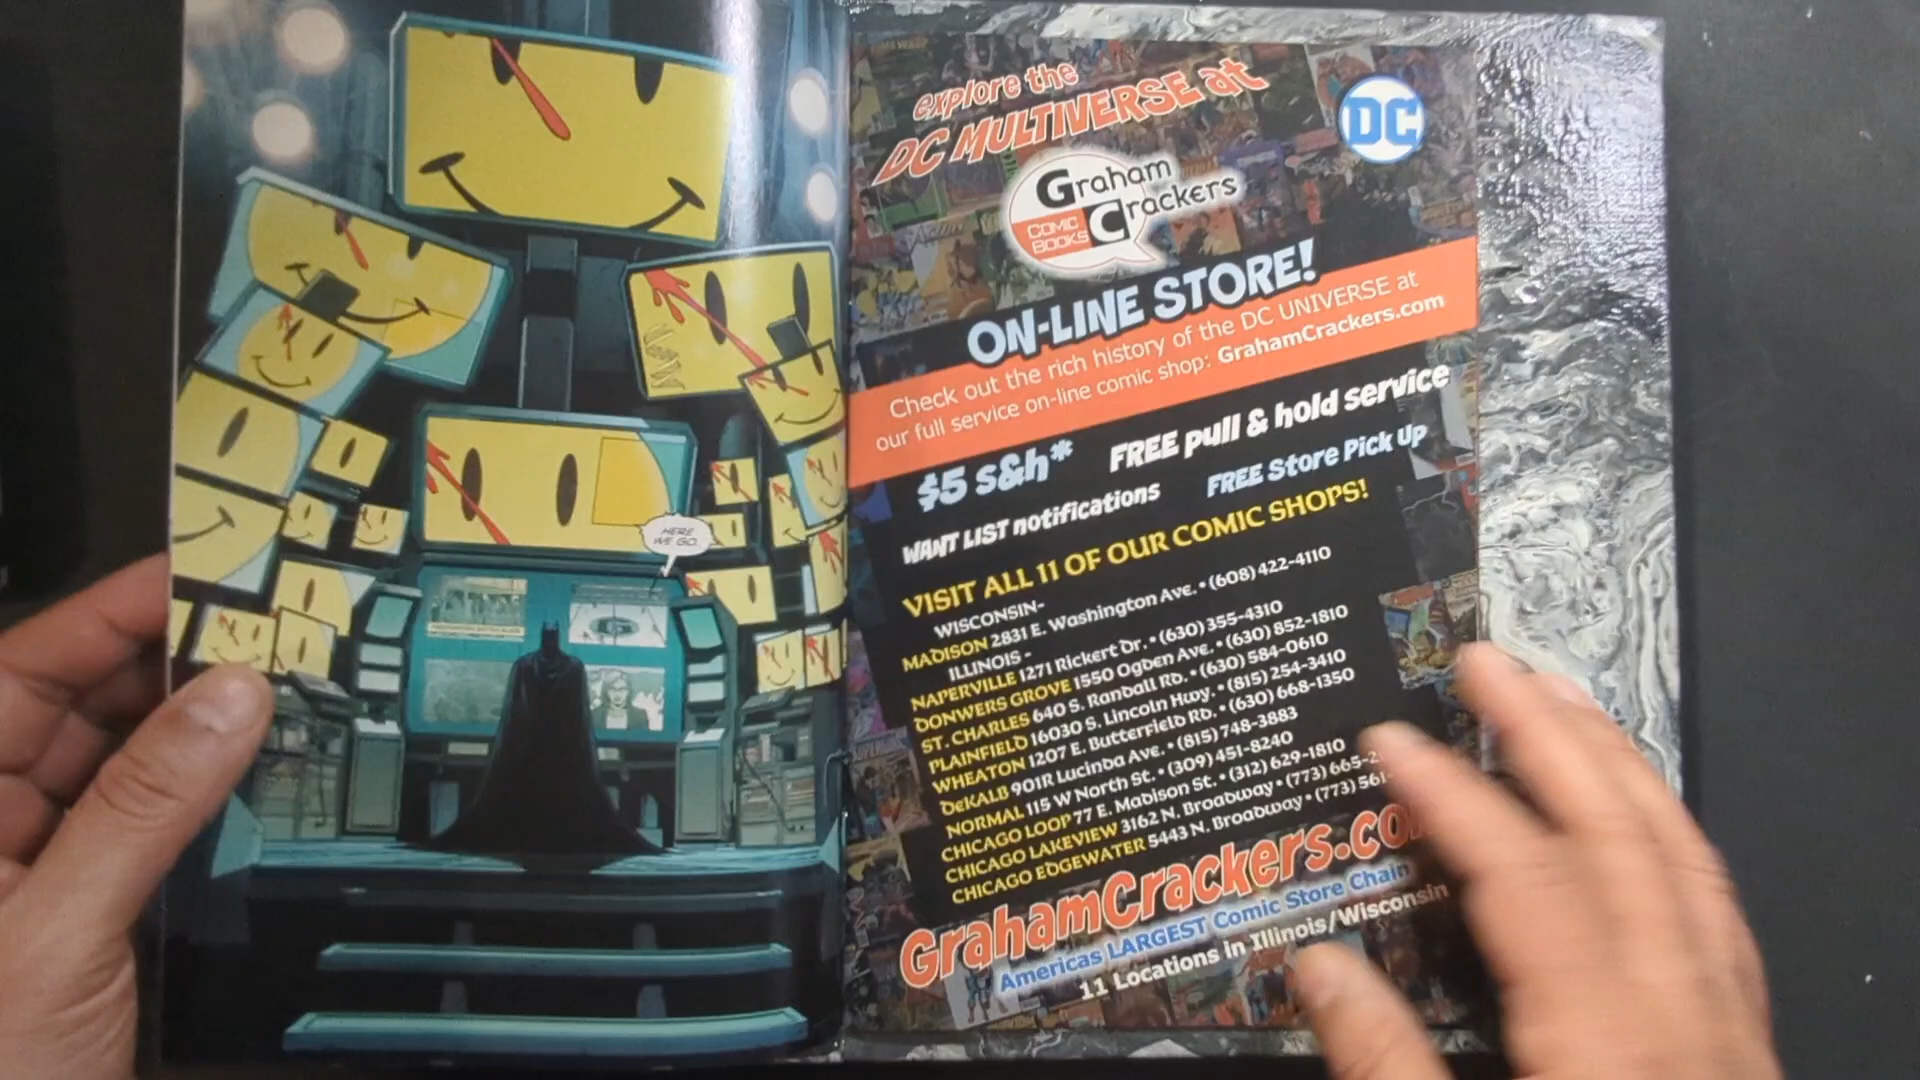 HERE
WE GO.
explore the
DC MULTIVERSE at
DC
Graham
Crackers
COMIC
BOOKS
ON-LINE STORE!
Check out the rich history of the DC UNIVERSE at
our full service on-line comic shop: GrahamCrackers.com
$5 s&h* FREE pull & hold service
WANT LIST notifications FREE Store Pick Up
VISIT ALL 11 OF OUR COMIC SHOPS!
WISCONSIN-
MADISON 2831 E. Washington Ave. • (608) 422-4110
ILLINOIS -
NAPERVILLE 1271 Rickert Dr. • (630) 355-4310
DONWERS GROVE 1550 Ogden Ave. • (630) 852-1810
ST. CHARLES 640 S. Randall Rd. • (630) 584-0610
PLAINFIELD 16030 S. Lincoln Hwy. • (815) 254-3410
WHEATON 1207 E. Butterfield Rd. • (630) 668-1350
DeKALB 901R Lucinda Ave. • (815) 748-3883
NORMAL 115 W North St. • (309) 451-8240
CHICAGO LOOP 77 E. Madison St. • (312) 629-1810
CHICAGO LAKEVIEW 3162 N. Broadway • (773) 665-2
CHICAGO EDGEWATER 5443 N. Broadway • (773) 561-
GrahamCrackers.co
Americas LARGEST Comic Store Chain
11 Locations in Illinois/Wisconsin